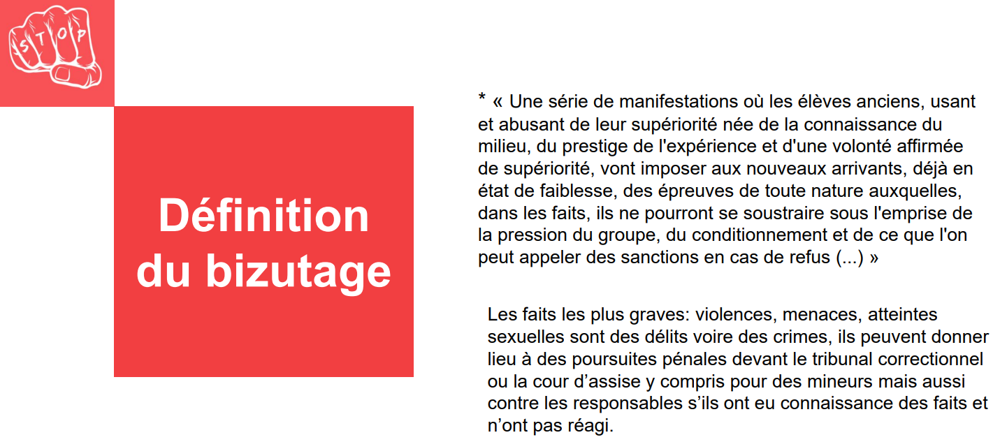 STOP
Définition
du bizutage
* « Une série de manifestations où les élèves anciens, usant
et abusant de leur supériorité née de la connaissance du
milieu, du prestige de l'expérience et d'une volonté affirmée
de supériorité, vont imposer aux nouveaux arrivants, déjà en
état de faiblesse, des épreuves de toute nature auxquelles,
dans les faits, ils ne pourront se soustraire sous l'emprise de
la pression du groupe, du conditionnement et de ce que l'on
peut appeler des sanctions en cas de refus (...) »
Les faits les plus graves: violences, menaces, atteintes
sexuelles sont des délits voire des crimes, ils peuvent donner
lieu à des poursuites pénales devant le tribunal correctionnel
ou la cour d’assise y compris pour des mineurs mais aussi
contre les responsables s’ils ont eu connaissance des faits et
n’ont pas réagi.